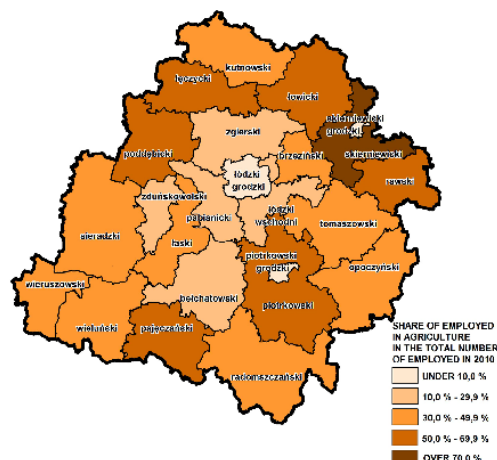 kutnowski
łęczycki
łowicki
skierniewicki
grodzki
zgierski
poddębicki
brzeziński
skierniewicki
łódzki
grodzki
rawski
zduńskowolski
pabianicki
łódzki
wschodni
tomaszowski
sieradzki
łaski
piotrkowski
grodzki
opoczyński
wieruszowski
bełchatowski
piotrkowski
wieluński
pajęczański
radomszczański
SHARE OF EMPLOYED
IN AGRICULTURE
IN THE TOTAL NUMBER
OF EMPLOYED IN 2010
UNDER 10,0 %
10,0 % - 29,9 %
30,0 % - 49,9 %
50,0 % - 69,9 %
OVER 70,0 %